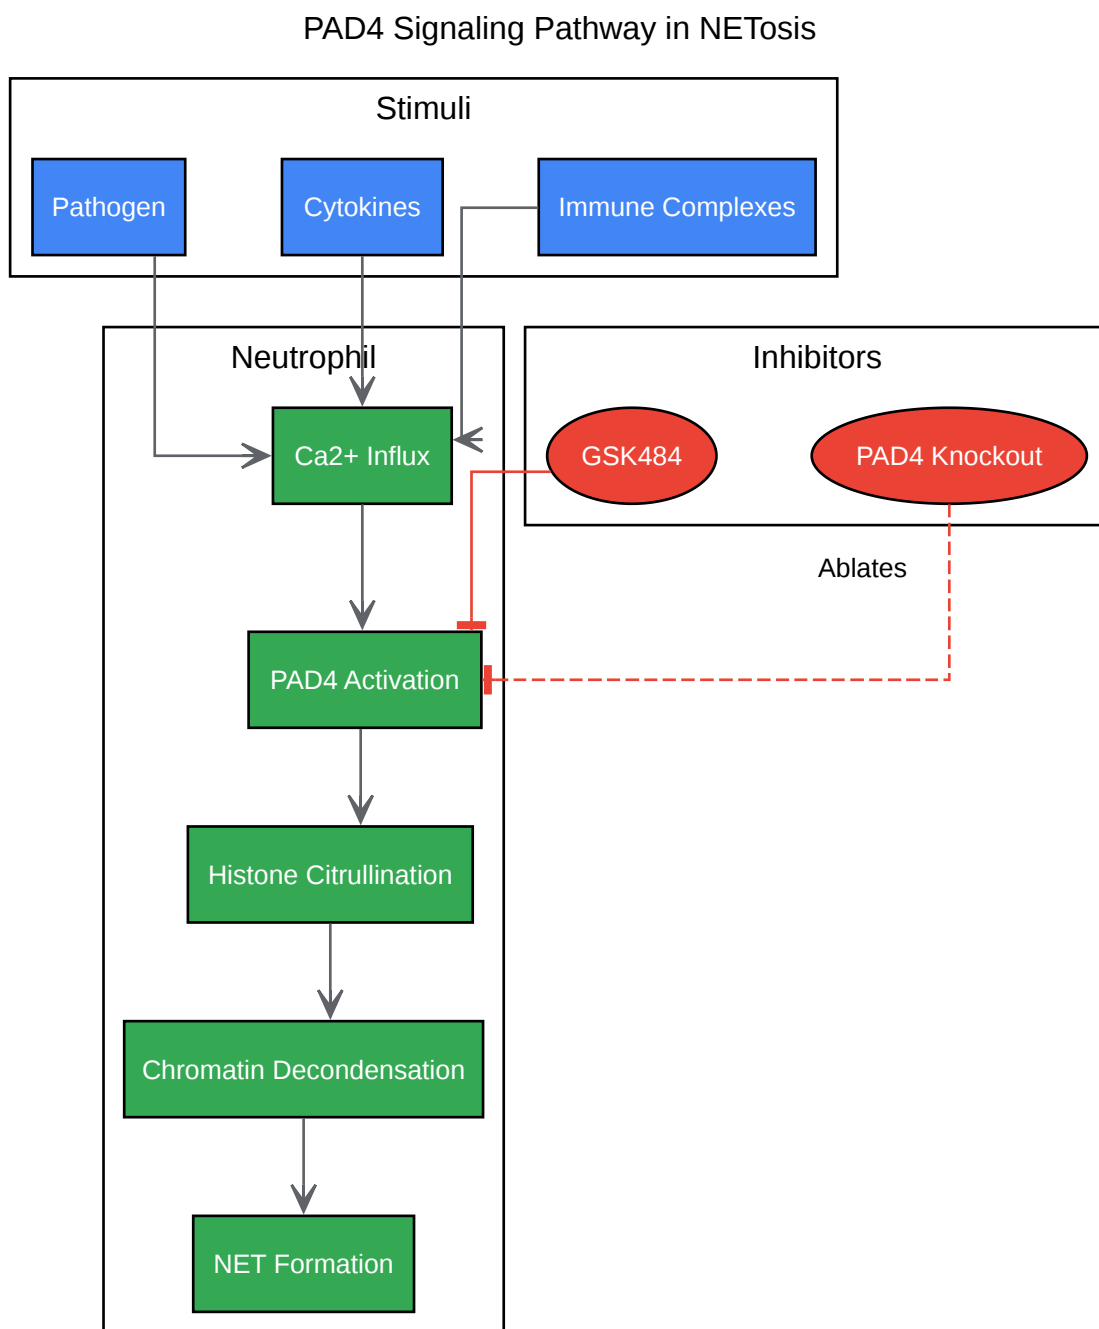 PAD4 Signaling Pathway in NETosis
Stimuli
Pathogen
Cytokines
Immune Complexes
Neutrophil
Inhibitors
Ca2+ Influx
GSK484
PAD4 Knockout
Ablates
PAD4 Activation
Histone Citrullination
Chromatin Decondensation
NET Formation